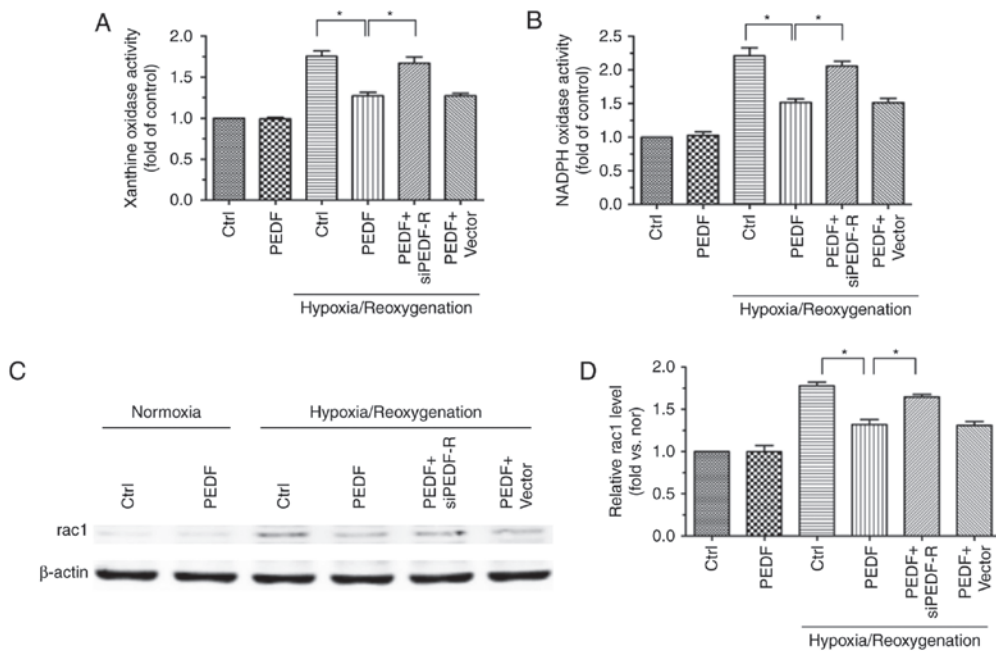 A
Xanthine oxidase activity
(fold of control)
2.0
1.5
1.0
0.5
0.0
*
*
Ctrl
PEDF
Ctrl
PEDF
PEDF+
siPEDF-R
PEDF+
Vector
Hypoxia/Reoxygenation
B
NADPH oxidase activity
(fold of control)
2.5
2.0
1.5
1.0
0.5
0.0
*
*
Ctrl
PEDF
Ctrl
PEDF
PEDF+
siPEDF-R
PEDF+
Vector
Hypoxia/Reoxygenation
C
Normoxia
Hypoxia/Reoxygenation
Ctrl
PEDF
Ctrl
PEDF
PEDF+
siPEDF-R
PEDF+
Vector
rac1
β-actin
D
Relative rac1 level
(fold vs. nor)
2.0
1.5
1.0
0.5
0.0
*
*
Ctrl
PEDF
Ctrl
PEDF
PEDF+
siPEDF-R
PEDF+
Vector
Hypoxia/Reoxygenation